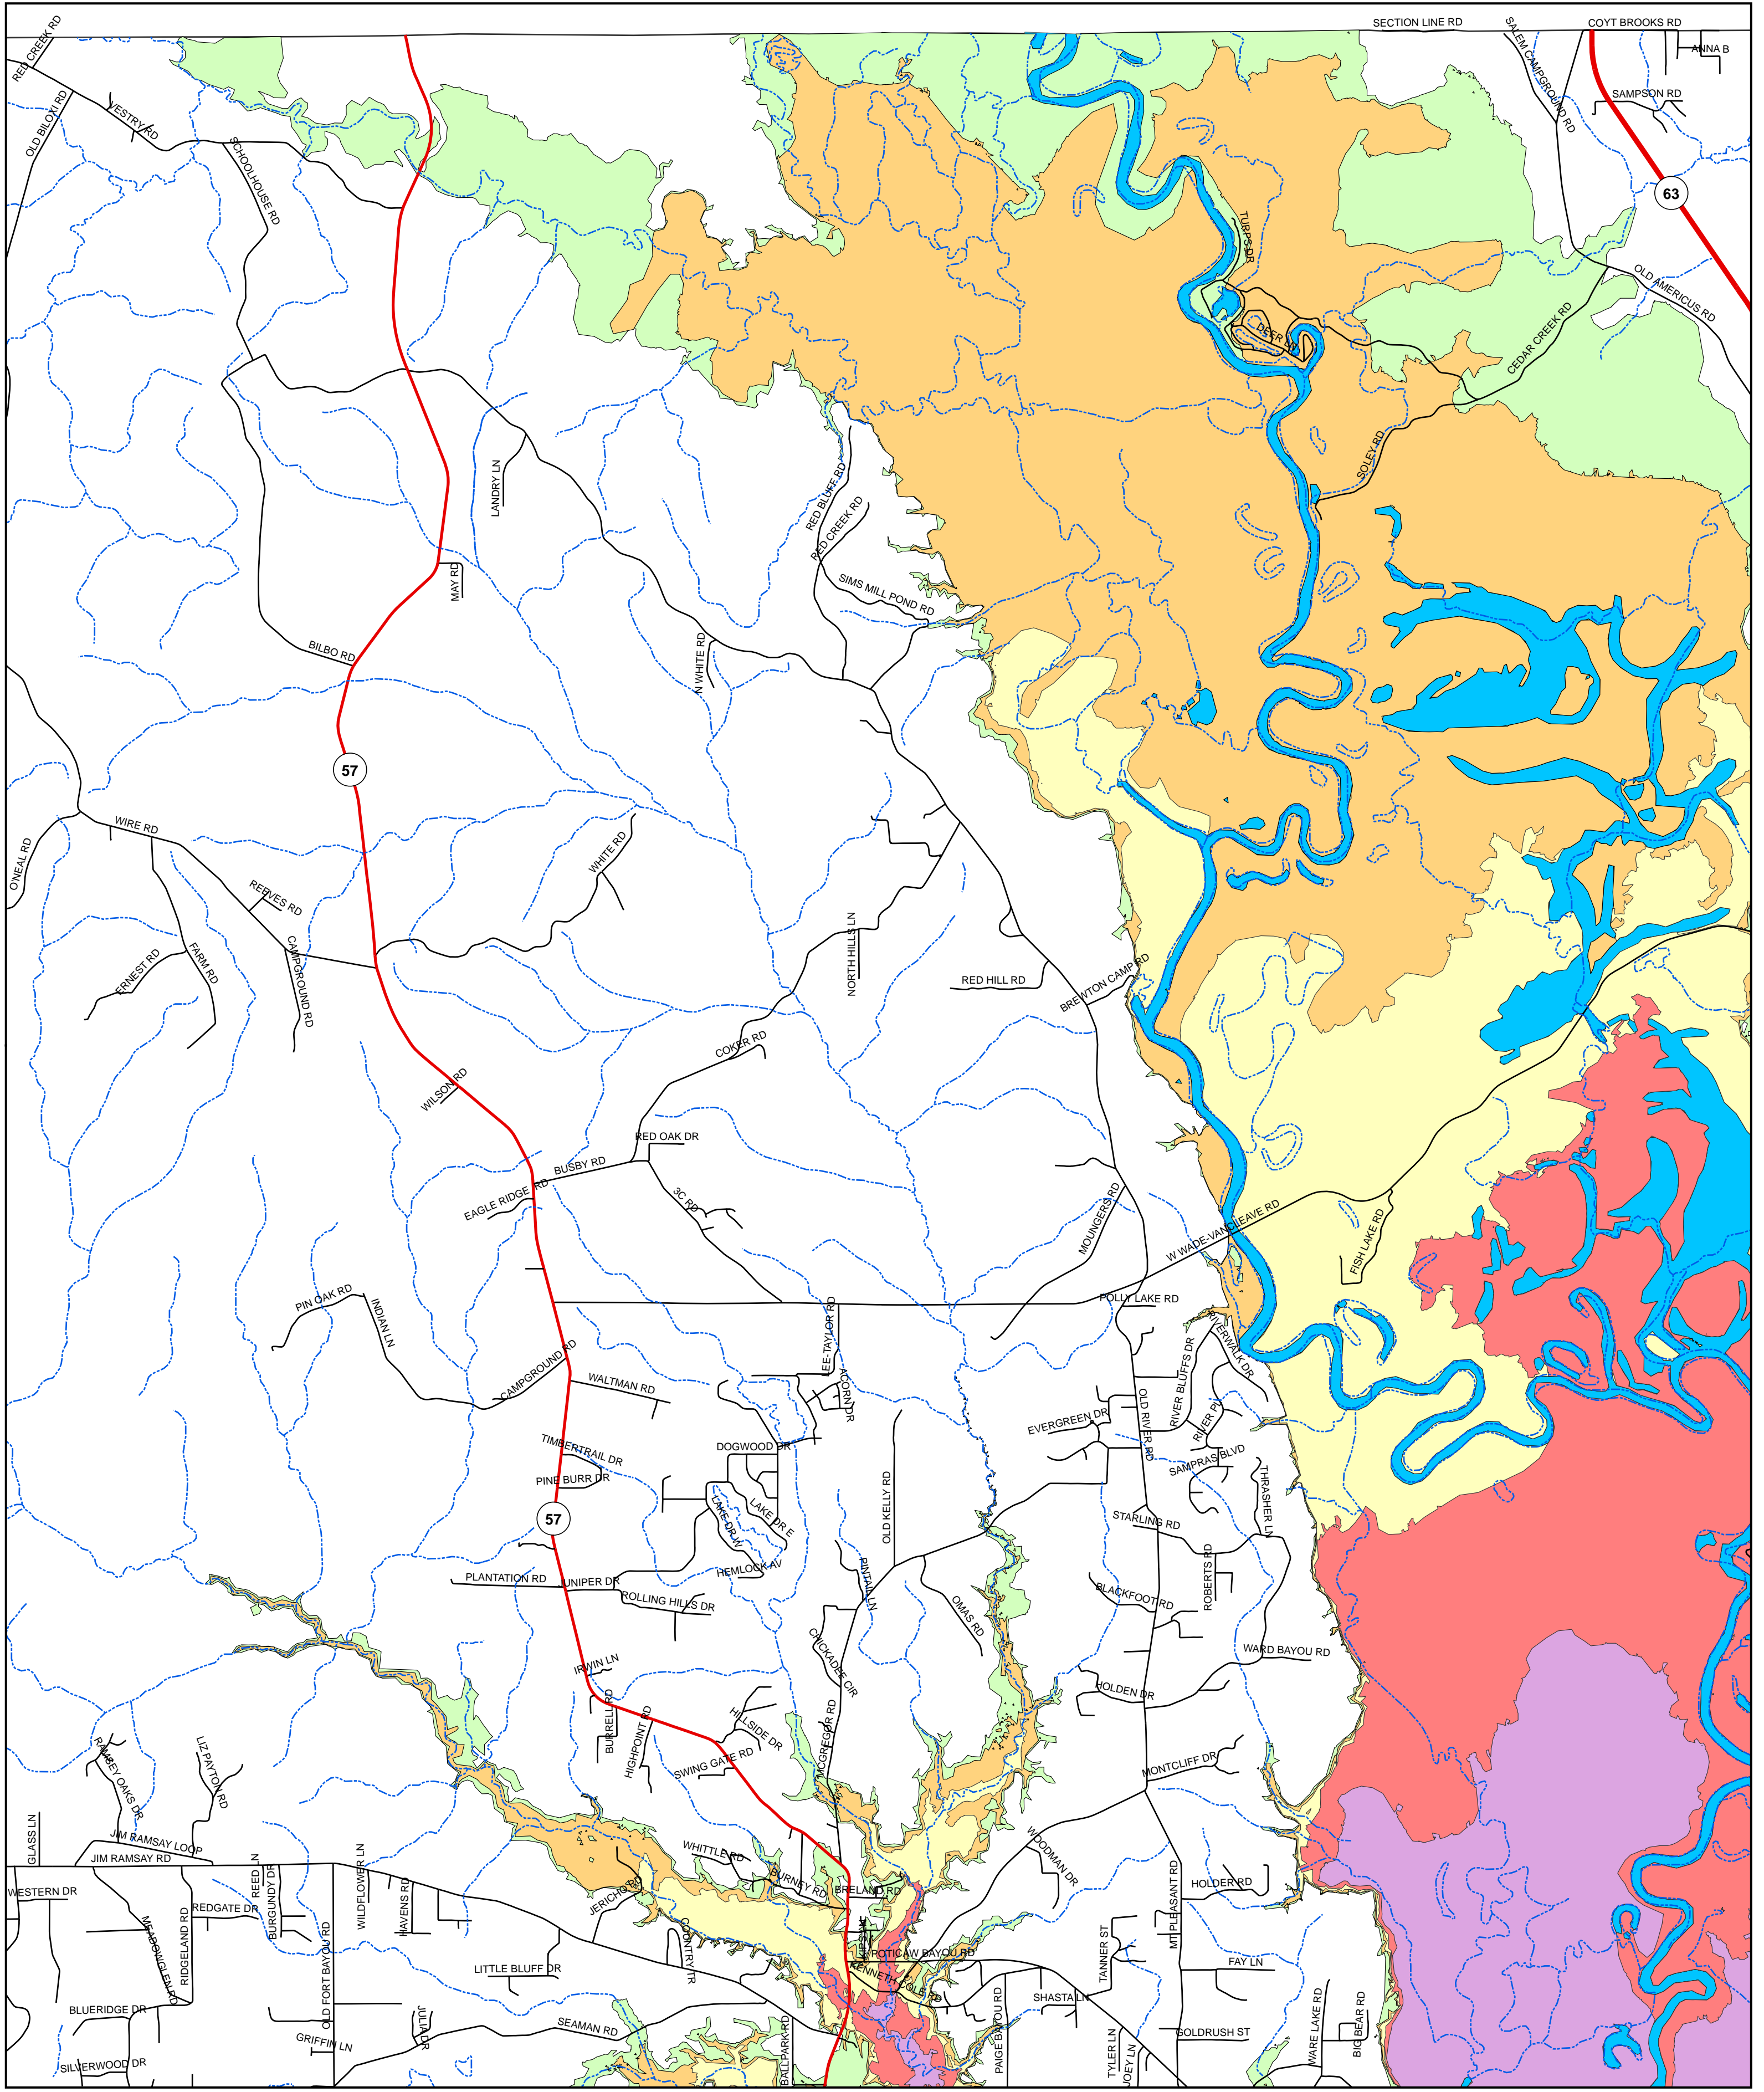 SECTION LINE RD
COYT BROOKS RD
RED CREEK RD
SALEM CAMPGROUND RD
ANNA B
OLD BILOXI RD
VESTRY RD
SAMPSON RD
SCHOOLHOUSE RD
63
TURPS DR
OLD AMERICUS RD
DEER LN
CEDAR CREEK RD
SOLEY RD
LANDRY LN
RED BLUFF RD
RED CREEK RD
MAY RD
SIMS MILL POND RD
BILBO RD
N WHITE RD
57
WIRE RD
O'NEAL RD
WHITE RD
REEVES RD
NORTH HILLS LN
ERNEST RD
FARM RD
CAMPGROUND RD
RED HILL RD
BREWTON CAMP RD
COKER RD
WILSON RD
RED OAK DR
BUSBY RD
EAGLE RIDGE RD
3C RD
MOUNGERS RD
W WADE-VANCLEAVE RD
FISH LAKE RD
PIN OAK RD
INDIAN LN
POLLY LAKE RD
LEE-TAYLOR RD
RIVERWALK DR
CAMPGROUND RD
WALTMAN RD
ACORN DR
RIVER BLUFFS DR
OLD RIVER RD
EVERGREEN DR
RIVER PL
TIMBERTRAIL DR
DOGWOOD DR
SAMPRAS BLVD
PINE BURR DR
OLD KELLY RD
THRASHER LN
LAKE DR W
LAKE DR E
57
STARLING RD
PLANTATION RD
JUNIPER DR
HEMLOCK AV
PINTAIL LN
ROBERTS RD
ROLLING HILLS DR
OMAS RD
BLACKFOOT RD
CHICKADEE CIR
WARD BAYOU RD
IRWIN LN
HOLDEN DR
BURRELL RD
HIGHPOINT RD
HILLSIDE DR
MCGREGOR RD
RAMSEY OAKS DR
LIZ PAYTON RD
SWING GATE RD
MONTCLIFF DR
GLASS LN
JIM RAMSAY LOOP
JIM RAMSAY RD
WHITTLE RD
WOODMAN DR
WESTERN DR
REED LN
BURGUNDY DR
WILDFLOWER LN
HAVENS RD
JERICHO RD
BURNEY RD
BRELAND RD
MT PLEASANT RD
HOLDER RD
REDGATE DR
MEADOWGLEN RD
RIDGELAND RD
OLD FORT BAYOU RD
COUNTRY TR
POTICAW BAYOU RD
TANNER ST
LITTLE BLUFF DR
KENNETH COLE RD
FAY LN
BLUERIDGE DR
JULIA DR
SHASTA LN
SEAMAN RD
GRIFFIN LN
BALLPARK RD
PAIGE BAYOU RD
GOLDRUSH ST
WARE LAKE RD
BIG BEAR RD
SILVERWOOD DR
TYLER LN
JOEY LN